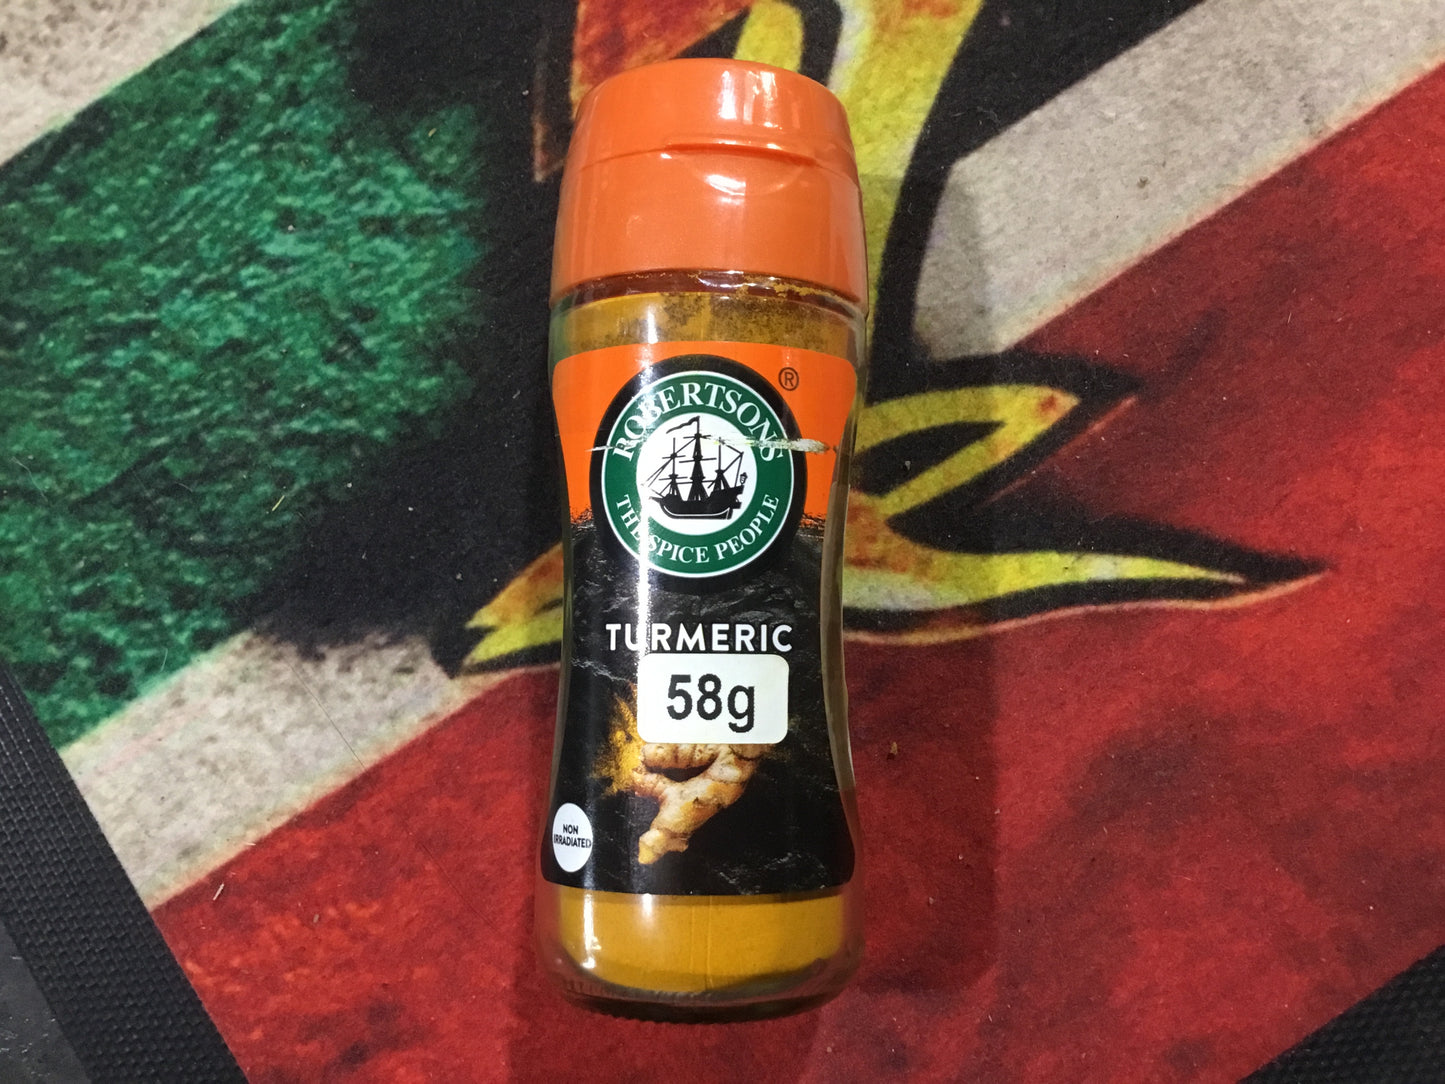 ROBERTSONS
®
THE SPICE PEOPLE
TURMERIC
58g
NON
IRRADIATED